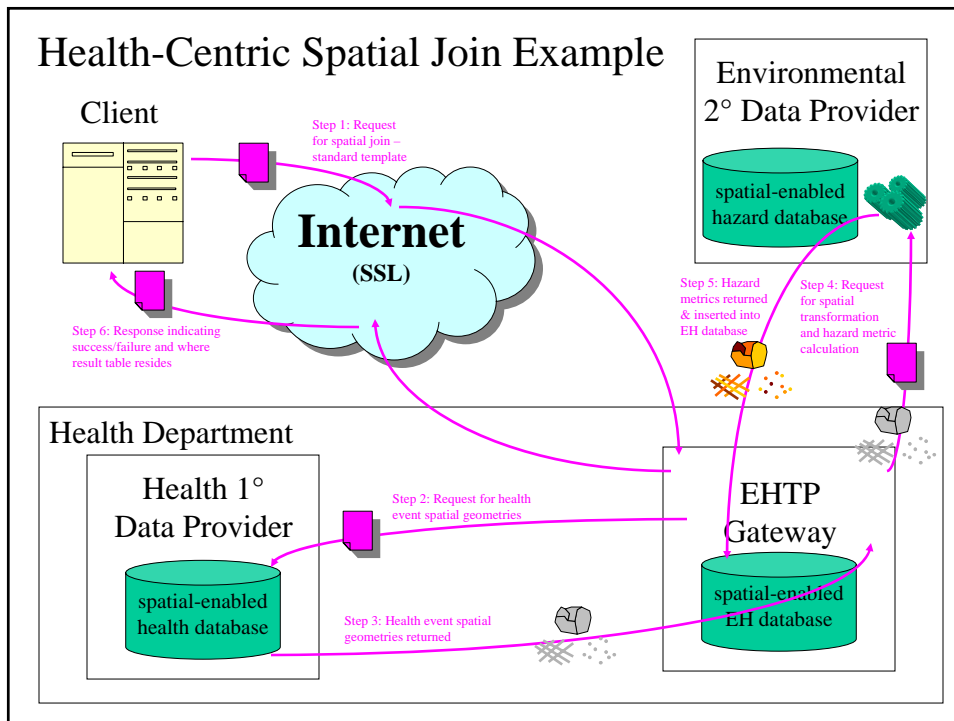 Health-Centric Spatial Join Example
Environmental
2° Data Provider
Client
Step 1: Request
for spatial join –
standard template
spatial-enabled
hazard database
Internet
(SSL)
Step 5: Hazard
metrics returned
& inserted into
EH database
Step 4: Request
for spatial
transformation
and hazard metric
calculation
Step 6: Response indicating
success/failure and where
result table resides
Health Department
Health 1°
Data Provider
Step 2: Request for health
event spatial geometries
EHTP
Gateway
spatial-enabled
health database
Step 3: Health event spatial
geometries returned
spatial-enabled
EH database